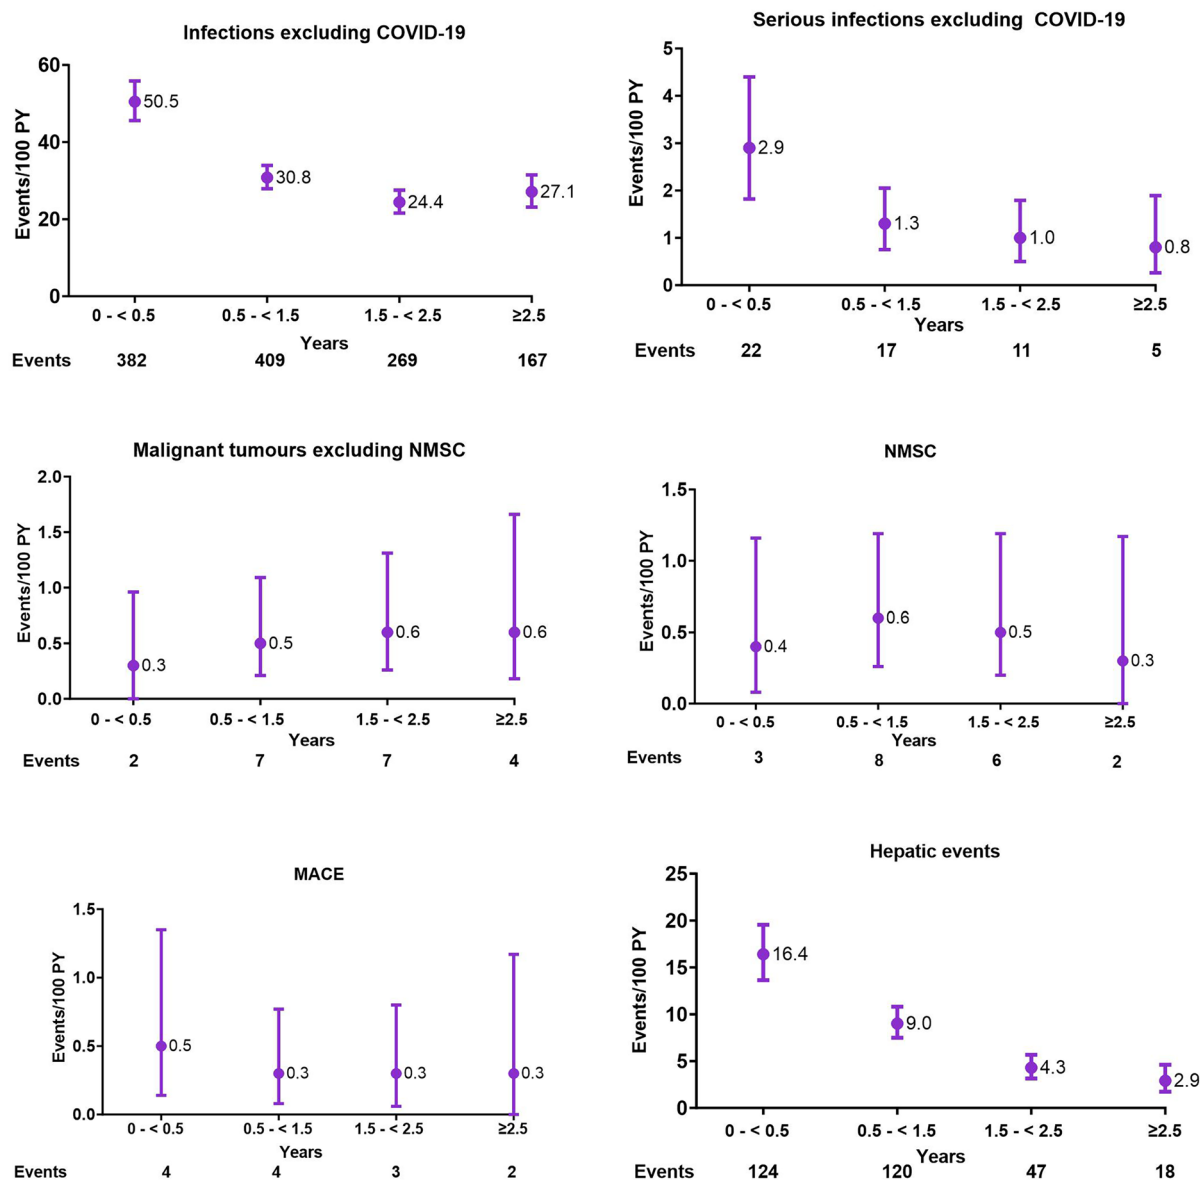 Infections excluding COVID-19
Events/100 PY
60
40
20
0
50.5
30.8
24.4
27.1
0 - < 0.5
0.5 - < 1.5
1.5 - < 2.5
≥2.5
Years
Events 382 409 269 167
Serious infections excluding COVID-19
Events/100 PY
5
4
3
2
1
0
2.9
1.3
1.0
0.8
0 - < 0.5
0.5 - < 1.5
1.5 - < 2.5
≥2.5
Years
Events 22 17 11 5
Malignant tumours excluding NMSC
Events/100 PY
2.0
1.5
1.0
0.5
0.0
0.3
0.5
0.6
0.6
0 - < 0.5
0.5 - < 1.5
1.5 - < 2.5
≥2.5
Years
Events 2 7 7 4
NMSC
Events/100 PY
1.5
1.0
0.5
0.0
0.4
0.6
0.5
0.3
0 - < 0.5
0.5 - < 1.5
1.5 - < 2.5
≥2.5
Years
Events 3 8 6 2
MACE
Events/100 PY
1.5
1.0
0.5
0.0
0.5
0.3
0.3
0.3
0 - < 0.5
0.5 - < 1.5
1.5 - < 2.5
≥2.5
Years
Events 4 4 3 2
Hepatic events
Events/100 PY
25
20
15
10
5
0
16.4
9.0
4.3
2.9
0 - < 0.5
0.5 - < 1.5
1.5 - < 2.5
≥2.5
Years
Events 124 120 47 18